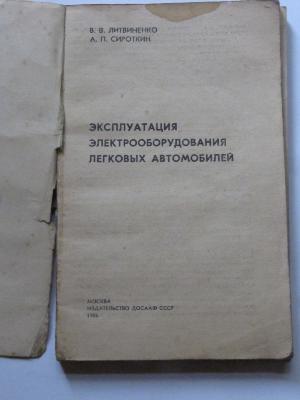 В. В. ЛИТВИНЕНКО
А. П. СИРОТКИН
ЭКСПЛУАТАЦИЯ
ЭЛЕКТРООБОРУДОВАНИЯ
ЛЕГКОВЫХ АВТОМОБИЛЕЙ
МОСКВА
ИЗДАТЕЛЬСТВО ДОСААФ СССР